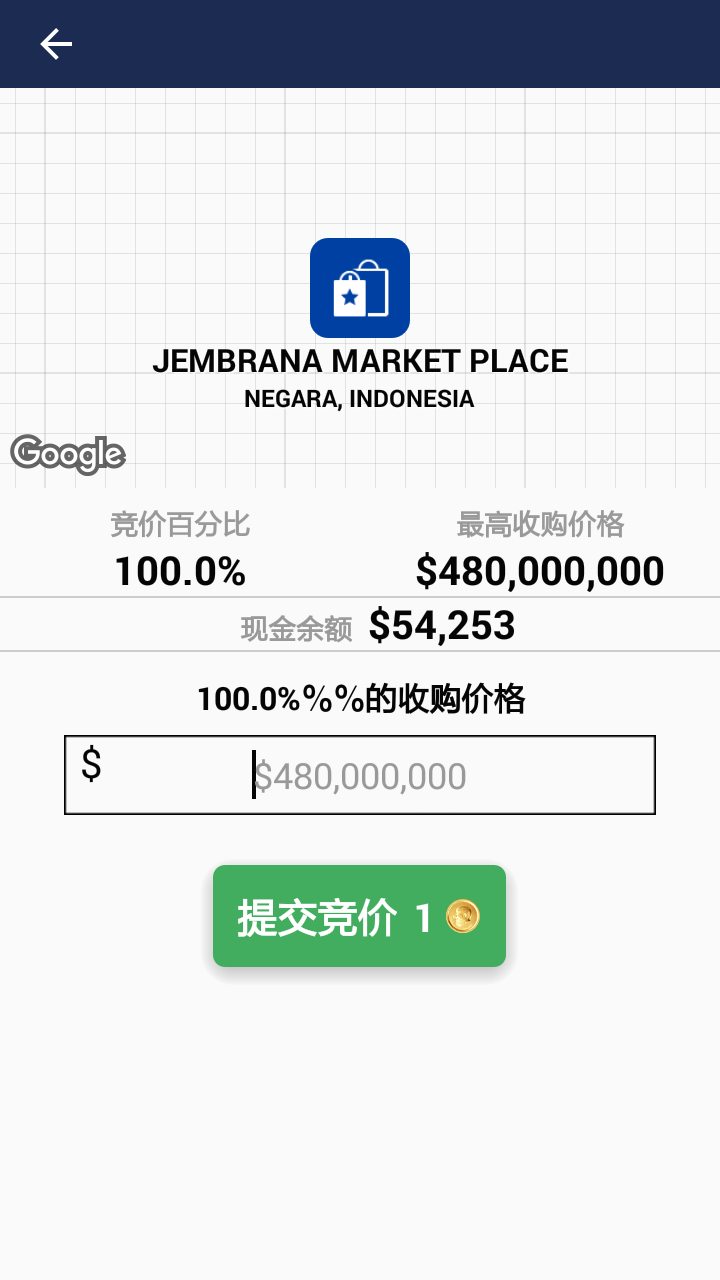 JEMBRANA MARKET PLACE
NEGARA, INDONESIA
Google
竞价百分比 最高收购价格
100.0% $480,000,000
现金余额 $54,253
100.0%%%的收购价格
$ $480,000,000
提交竞价 1